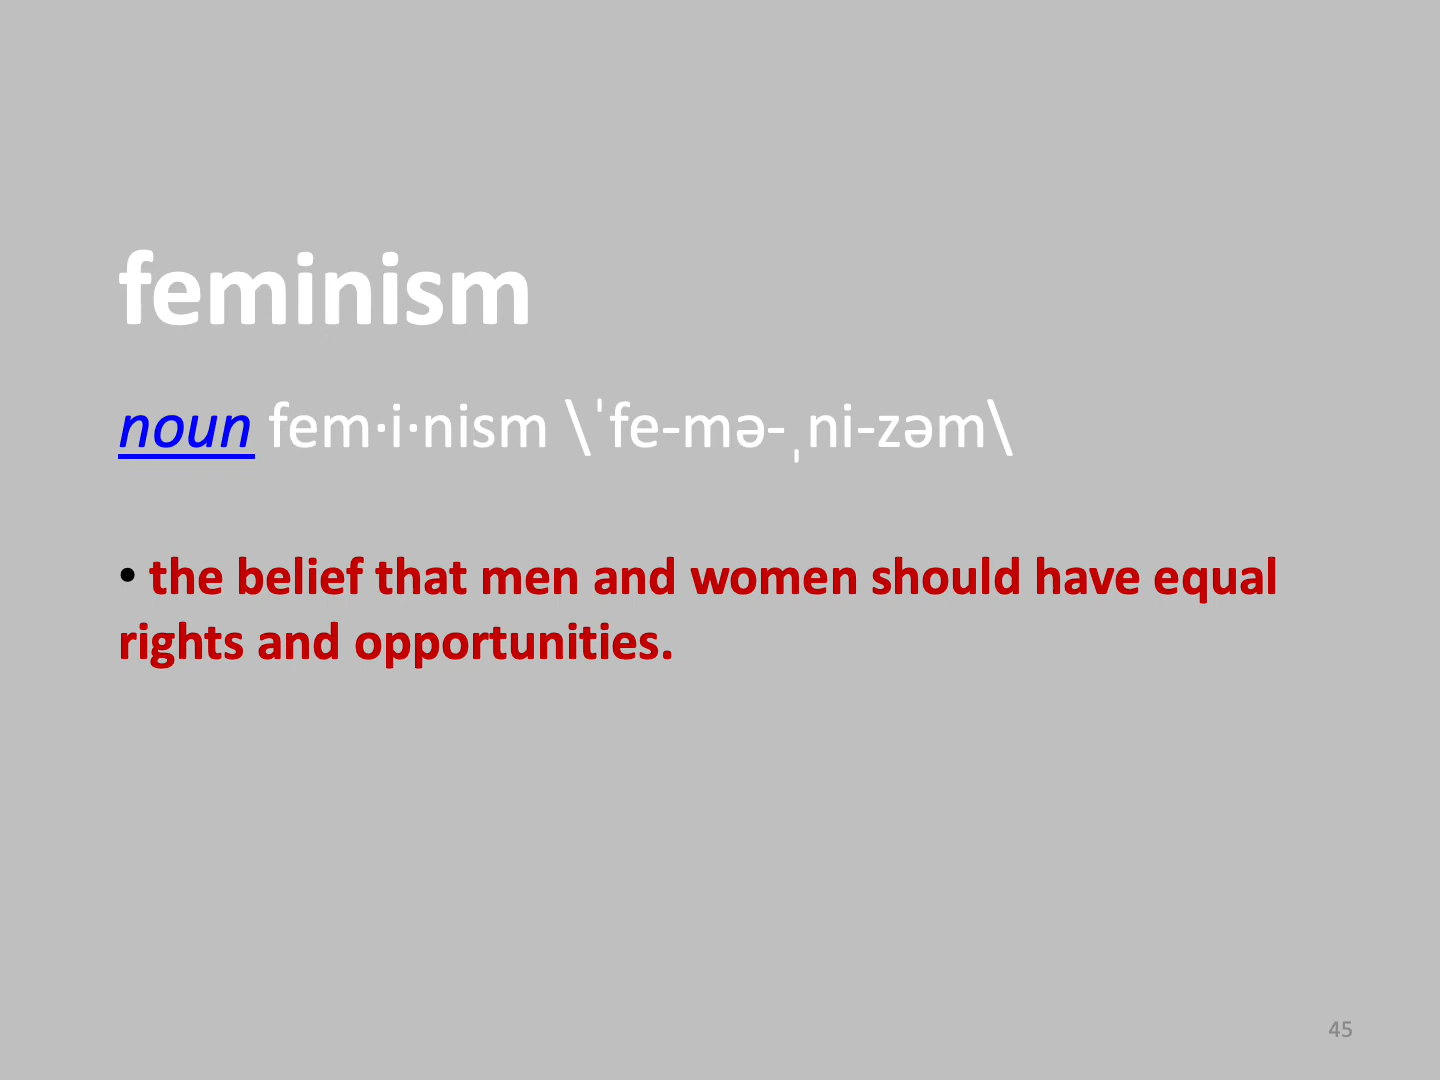 feminism
noun fem·i·nism \ˈfe-mə-ˌni-zəm\
• the belief that men and women should have equal
rights and opportunities.
45